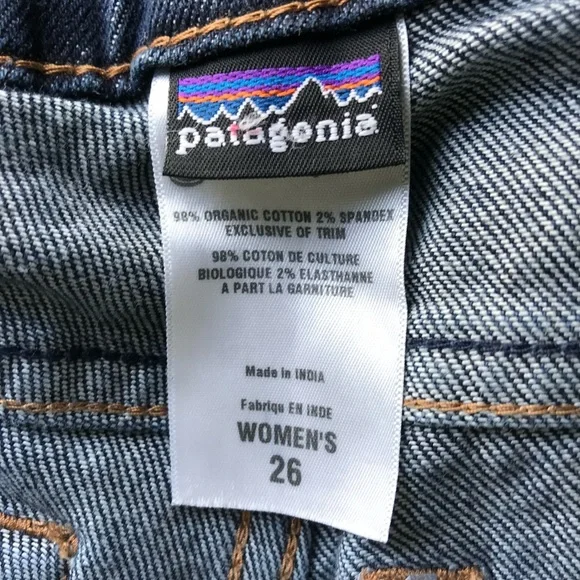 patagonia
98% ORGANIC COTTON 2% SPANDEX
EXCLUSIVE OF TRIM
98% COTON DE CULTURE
BIOLOGIQUE 2% ELASTHANNE
A PART LA GARNITURE
Made in INDIA
Fabriqu EN INDE
WOMEN'S
26